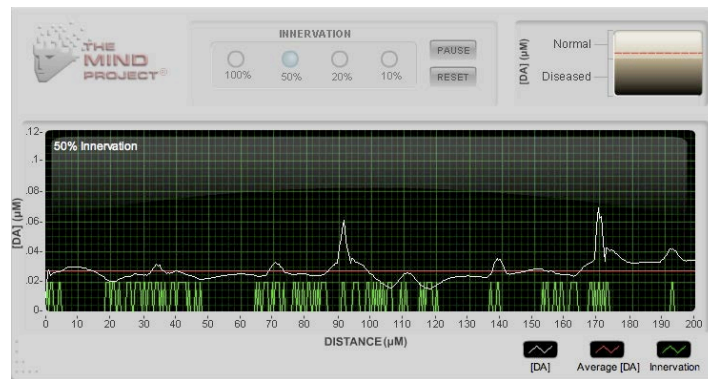 THE
MIND
PROJECT®
INNERVATION
100% 50% 20% 10%
PAUSE
RESET
[DA] (µM)
Normal
Diseased
50% Innervation
[DA] (µM)
.12-
.1-
.08-
.06-
.04-
.02-
0-
0 10 20 30 40 50 60 70 80 90 100 110 120 130 140 150 160 170 180 190 200
DISTANCE (µM)
[DA] Average [DA] Innervation